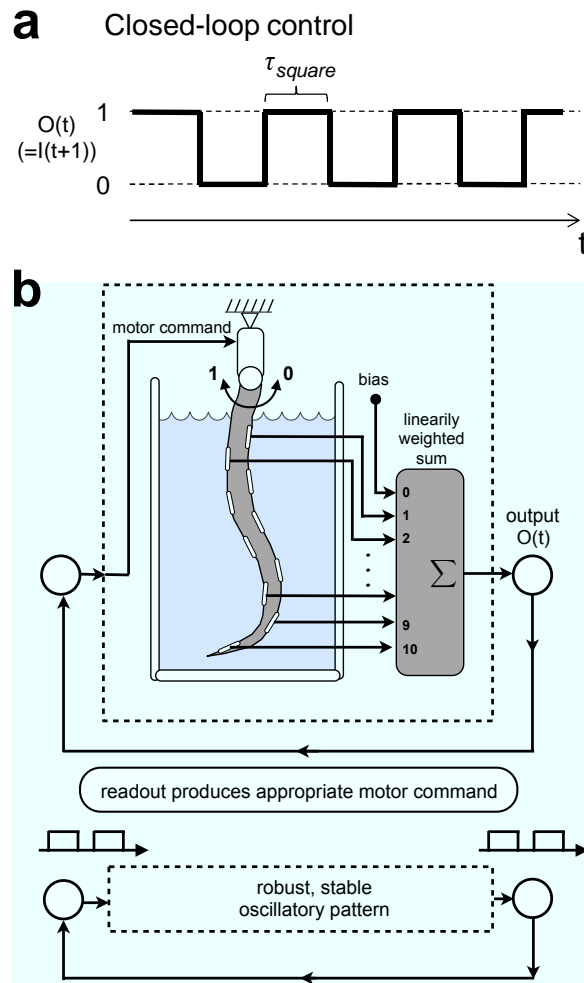 a Closed-loop control
τsquare
1
O(t)
(=I(t+1))
0
t
b
motor command
1 0
bias
linearily
weighted
sum
0
1
2
Σ
output
O(t)
9
10
readout produces appropriate motor command
robust, stable
oscillatory pattern